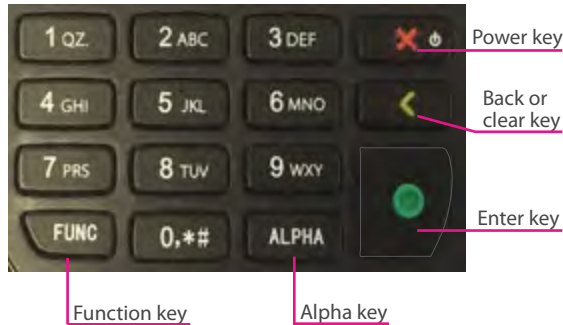 1 QZ.
2 ABC
3 DEF
Power key
4 GHI
5 JKL
6 MNO
Back or
clear key
7 PRS
8 TUV
9 WXY
Enter key
FUNC
0,*#
ALPHA
Function key
Alpha key